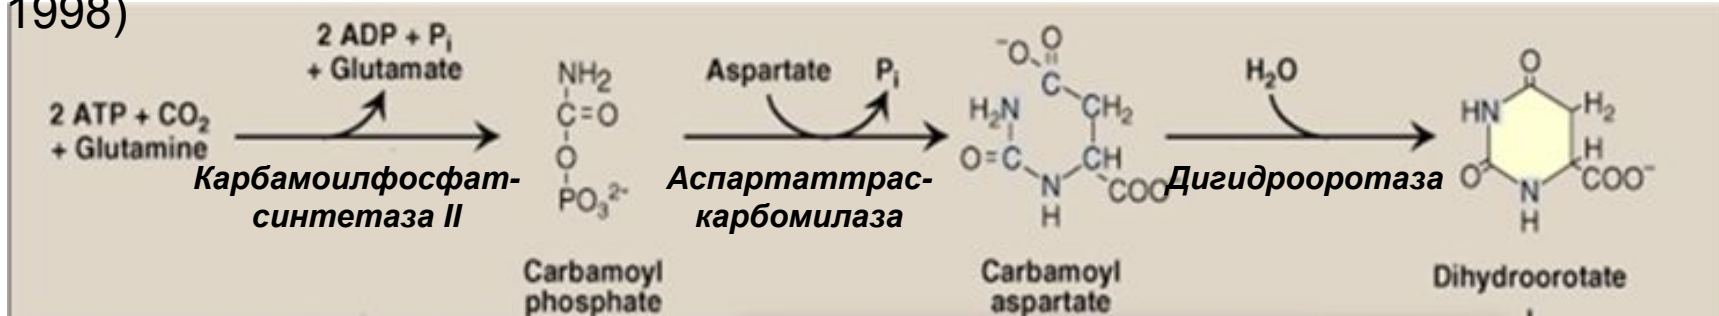 1998)
2 ADP + Pi
+ Glutamate
2 ATP + CO2
+ Glutamine
Карбамоилфосфат-
синтетаза II
NH2
C=O
O
PO3 2-
Carbamoyl
phosphate
Aspartate
Pi
Аспартаттрас-
карбомилаза
-O
O
C
H2N
CH2
O=C
CH
N
H
COO
Carbamoyl
aspartate
H2O
Дигидрооротаза
O
HN
H2
H
O
N
H
COO-
Dihydroorotate